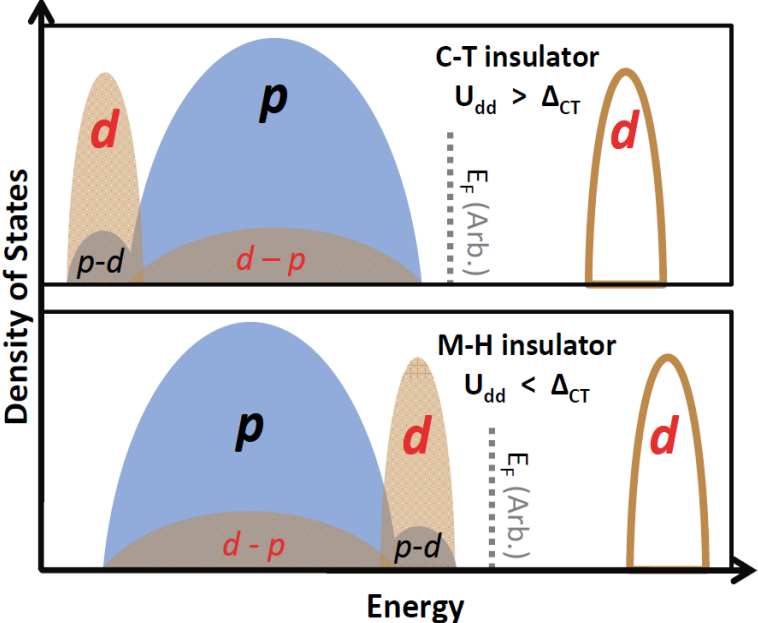 Density of States
C-T insulator
U_dd > Δ_CT
d
p
d
p-d
d – p
E_F (Arb.)
M-H insulator
U_dd < Δ_CT
p
d
d
d - p
p-d
E_F (Arb.)
Energy